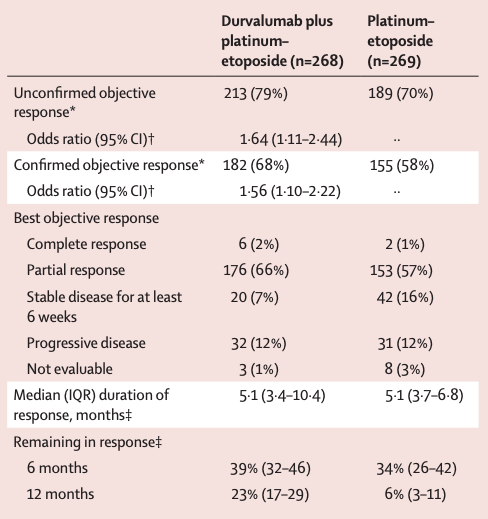 Durvalumab plus platinum–etoposide (n=268) Platinum–etoposide (n=269)
Unconfirmed objective response* 213 (79%) 189 (70%)
Odds ratio (95% CI)† 1·64 (1·11–2·44) ··
Confirmed objective response* 182 (68%) 155 (58%)
Odds ratio (95% CI)† 1·56 (1·10–2·22) ··
Best objective response
Complete response 6 (2%) 2 (1%)
Partial response 176 (66%) 153 (57%)
Stable disease for at least 6 weeks 20 (7%) 42 (16%)
Progressive disease 32 (12%) 31 (12%)
Not evaluable 3 (1%) 8 (3%)
Median (IQR) duration of response, months‡ 5·1 (3·4–10·4) 5·1 (3·7–6·8)
Remaining in response‡
6 months 39% (32–46) 34% (26–42)
12 months 23% (17–29) 6% (3–11)